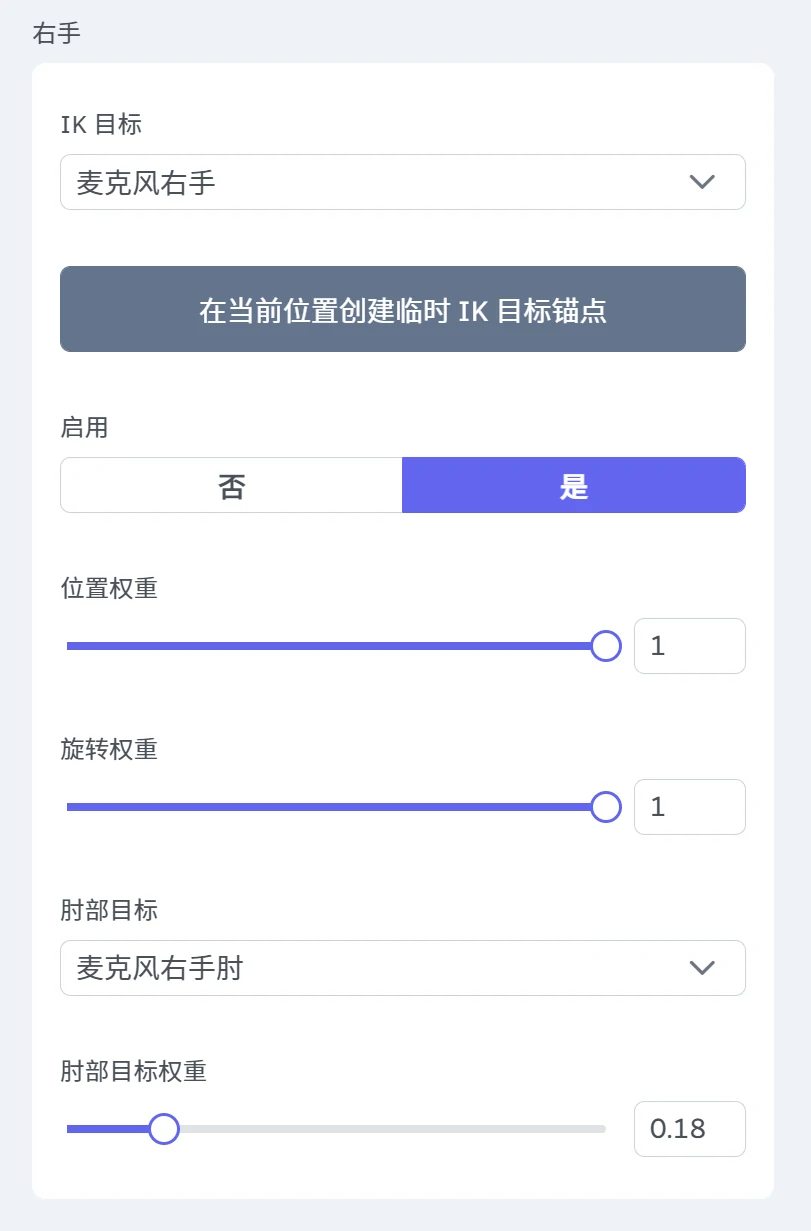 右手
IK 目标
麦克风右手
在当前位置创建临时 IK 目标锚点
启用
否
是
位置权重
1
旋转权重
1
肘部目标
麦克风右手肘
肘部目标权重
0.18